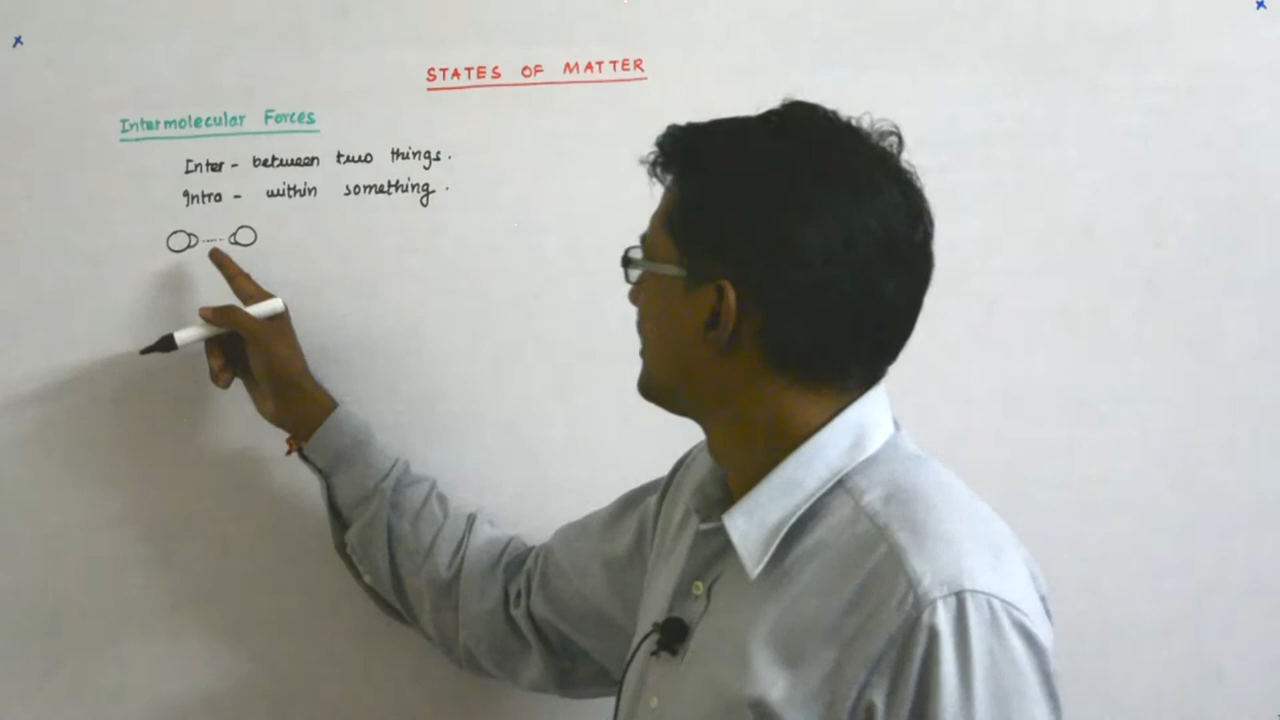 STATES OF MATTER
Intermolecular Forces
Inter - between two things.
Intra - within something.